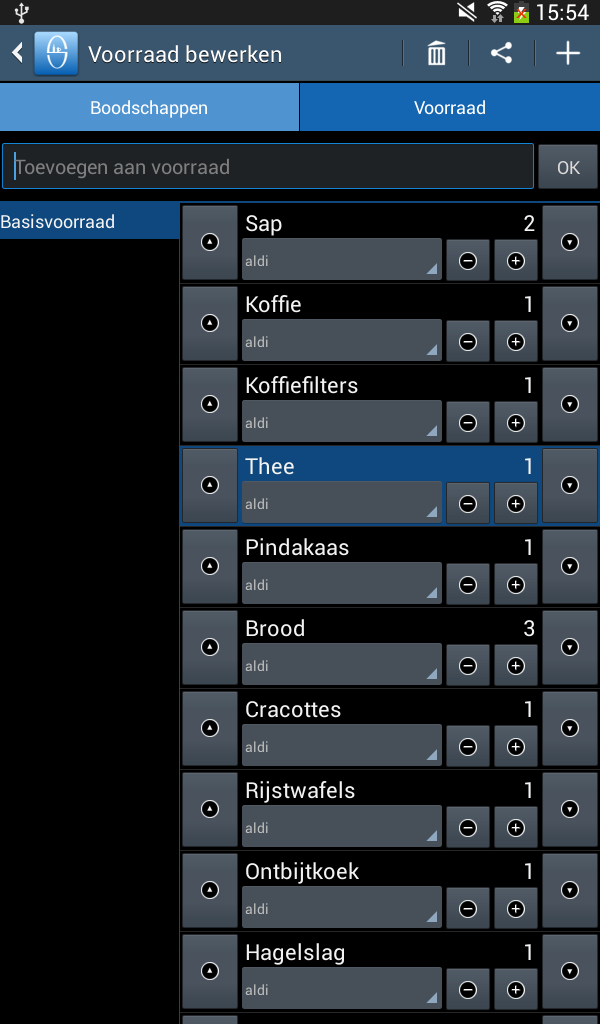 15:54
Voorraad bewerken
Boodschappen
Voorraad
Toevoegen aan voorraad
OK
Basisvoorraad
Sap 2
aldi
Koffie 1
aldi
Koffiefilters 1
aldi
Thee 1
aldi
Pindakaas 1
aldi
Brood 3
aldi
Cracottes 1
aldi
Rijstwafels 1
aldi
Ontbijtkoek 1
aldi
Hagelslag 1
aldi